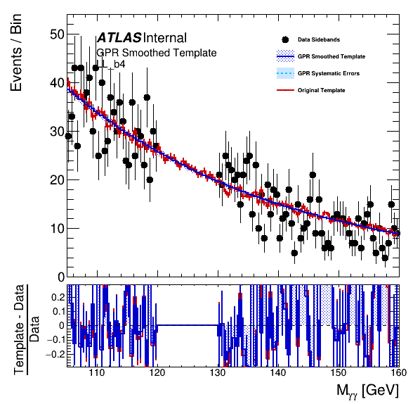 Events / Bin
ATLAS Internal
GPR Smoothed Template
Data Sidebands
GPR Smoothed Template
GPR Systematic Errors
Original Template
50
40
30
20
10
0
Template - Data
Data
0.2
0.1
0
−0.1
−0.2
110 120 130 140 150 160
Mγγ [GeV]